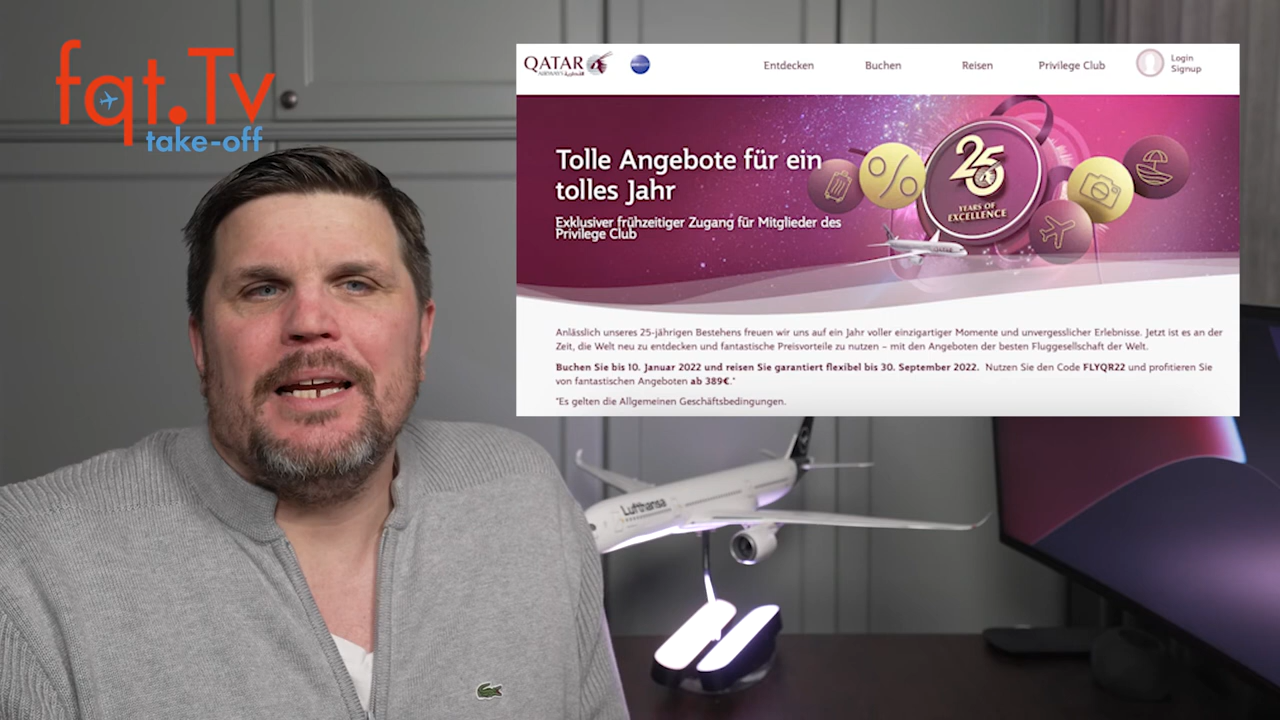 fqt.Tv
take-off
QATAR
AIRWAYS القطرية
Entdecken
Buchen
Reisen
Privilege Club
Login
Signup
Tolle Angebote für ein
tolles Jahr
Exklusiver frühzeitiger Zugang für Mitglieder des
Privilege Club
25
YEARS OF
EXCELLENCE
Anlässlich unseres 25-jährigen Bestehens freuen wir uns auf ein Jahr voller einzigartiger Momente und unvergesslicher Erlebnisse. Jetzt ist es an der
Zeit, die Welt neu zu entdecken und fantastische Preisvorteile zu nutzen – mit den Angeboten der besten Fluggesellschaft der Welt.
Buchen Sie bis 10. Januar 2022 und reisen Sie garantiert flexibel bis 30. September 2022. Nutzen Sie den Code FLYQR22 und profitieren Sie
von fantastischen Angeboten ab 389€.*
*Es gelten die Allgemeinen Geschäftsbedingungen.
Lufthansa